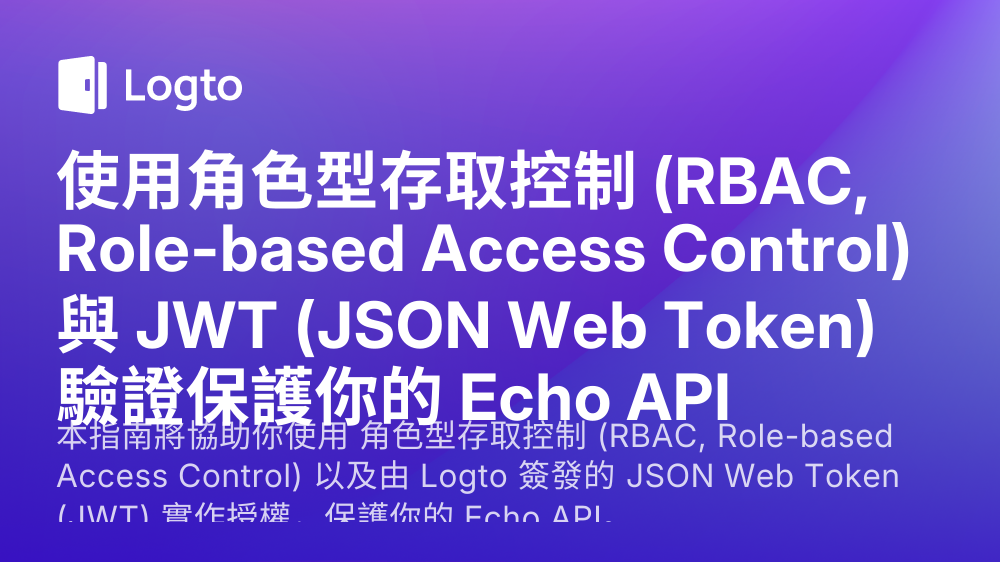 Logto
使用角色型存取控制 (RBAC,
Role-based Access Control)
與 JWT (JSON Web Token)
驗證保護你的 Echo API
本指南將協助你使用 角色型存取控制 (RBAC, Role-based
Access Control) 以及由 Logto 簽發的 JSON Web Token
(JWT) 實作授權，保護你的 Echo API。